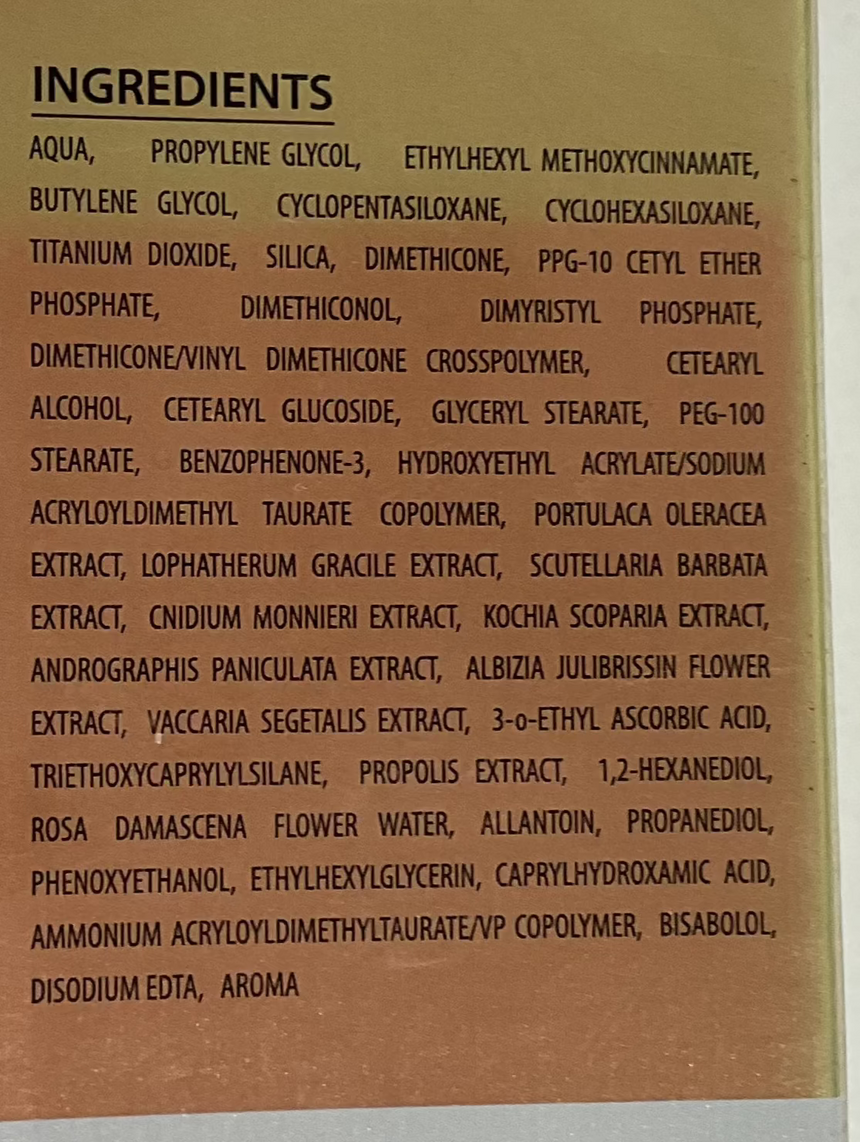 INGREDIENTS
AQUA, PROPYLENE GLYCOL, ETHYLHEXYL METHOXYCINNAMATE,
BUTYLENE GLYCOL, CYCLOPENTASILOXANE, CYCLOHEXASILOXANE,
TITANIUM DIOXIDE, SILICA, DIMETHICONE, PPG-10 CETYL ETHER
PHOSPHATE, DIMETHICONOL, DIMYRISTYL PHOSPHATE,
DIMETHICONE/VINYL DIMETHICONE CROSSPOLYMER, CETEARYL
ALCOHOL, CETEARYL GLUCOSIDE, GLYCERYL STEARATE, PEG-100
STEARATE, BENZOPHENONE-3, HYDROXYETHYL ACRYLATE/SODIUM
ACRYLOYLDIMETHYL TAURATE COPOLYMER, PORTULACA OLERACEA
EXTRACT, LOPHATHERUM GRACILE EXTRACT, SCUTELLARIA BARBATA
EXTRACT, CNIDIUM MONNIERI EXTRACT, KOCHIA SCOPARIA EXTRACT,
ANDROGRAPHIS PANICULATA EXTRACT, ALBIZIA JULIBRISSIN FLOWER
EXTRACT, VACCARIA SEGETALIS EXTRACT, 3-o-ETHYL ASCORBIC ACID,
TRIETHOXYCAPRYLYLSILANE, PROPOLIS EXTRACT, 1,2-HEXANEDIOL,
ROSA DAMASCENA FLOWER WATER, ALLANTOIN, PROPANEDIOL,
PHENOXYETHANOL, ETHYLHEXYLGLYCERIN, CAPRYLHYDROXAMIC ACID,
AMMONIUM ACRYLOYLDIMETHYLTAURATE/VP COPOLYMER, BISABOLOL,
DISODIUM EDTA, AROMA